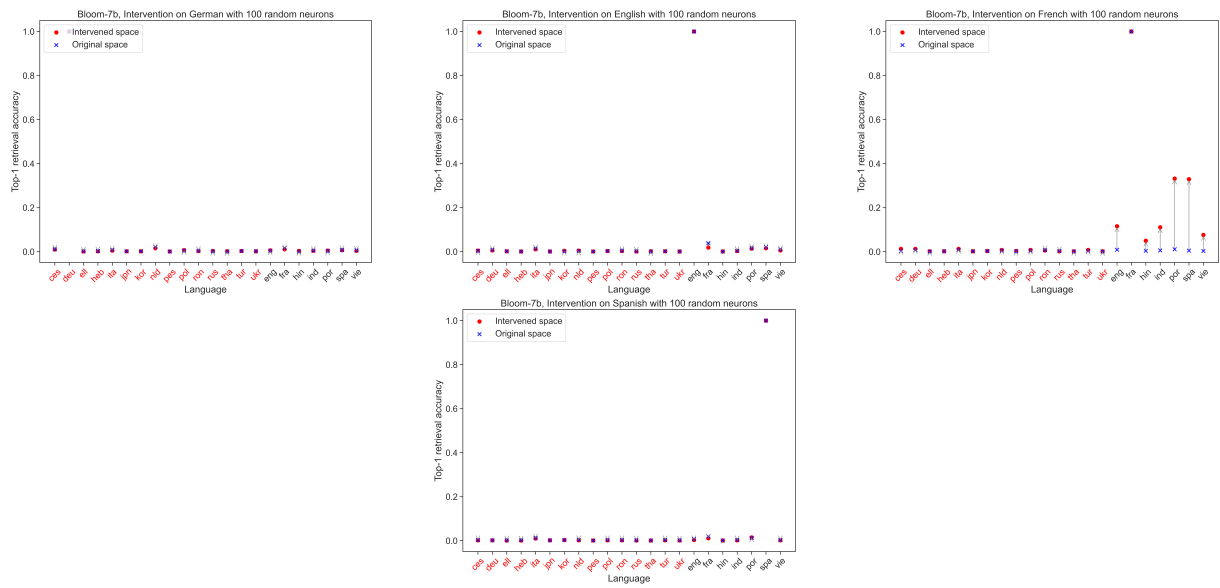 Bloom-7b, Intervention on German with 100 random neurons
1.0
0.8
0.6
0.4
0.2
0.0
Top-1 retrieval accuracy
Intervened space
Original space
ces deu ell heb ita jpn kor nld pes pol ron rus tha tur ukr eng fra hin ind por spa vie
Language
Bloom-7b, Intervention on English with 100 random neurons
1.0
0.8
0.6
0.4
0.2
0.0
Top-1 retrieval accuracy
Intervened space
Original space
ces deu ell heb ita jpn kor nld pes pol ron rus tha tur ukr eng fra hin ind por spa vie
Language
Bloom-7b, Intervention on French with 100 random neurons
1.0
0.8
0.6
0.4
0.2
0.0
Top-1 retrieval accuracy
Intervened space
Original space
ces deu ell heb ita jpn kor nld pes pol ron rus tha tur ukr eng fra hin ind por spa vie
Language
Bloom-7b, Intervention on Spanish with 100 random neurons
1.0
0.8
0.6
0.4
0.2
0.0
Top-1 retrieval accuracy
Intervened space
Original space
ces deu ell heb ita jpn kor nld pes pol ron rus tha tur ukr eng fra hin ind por spa vie
Language